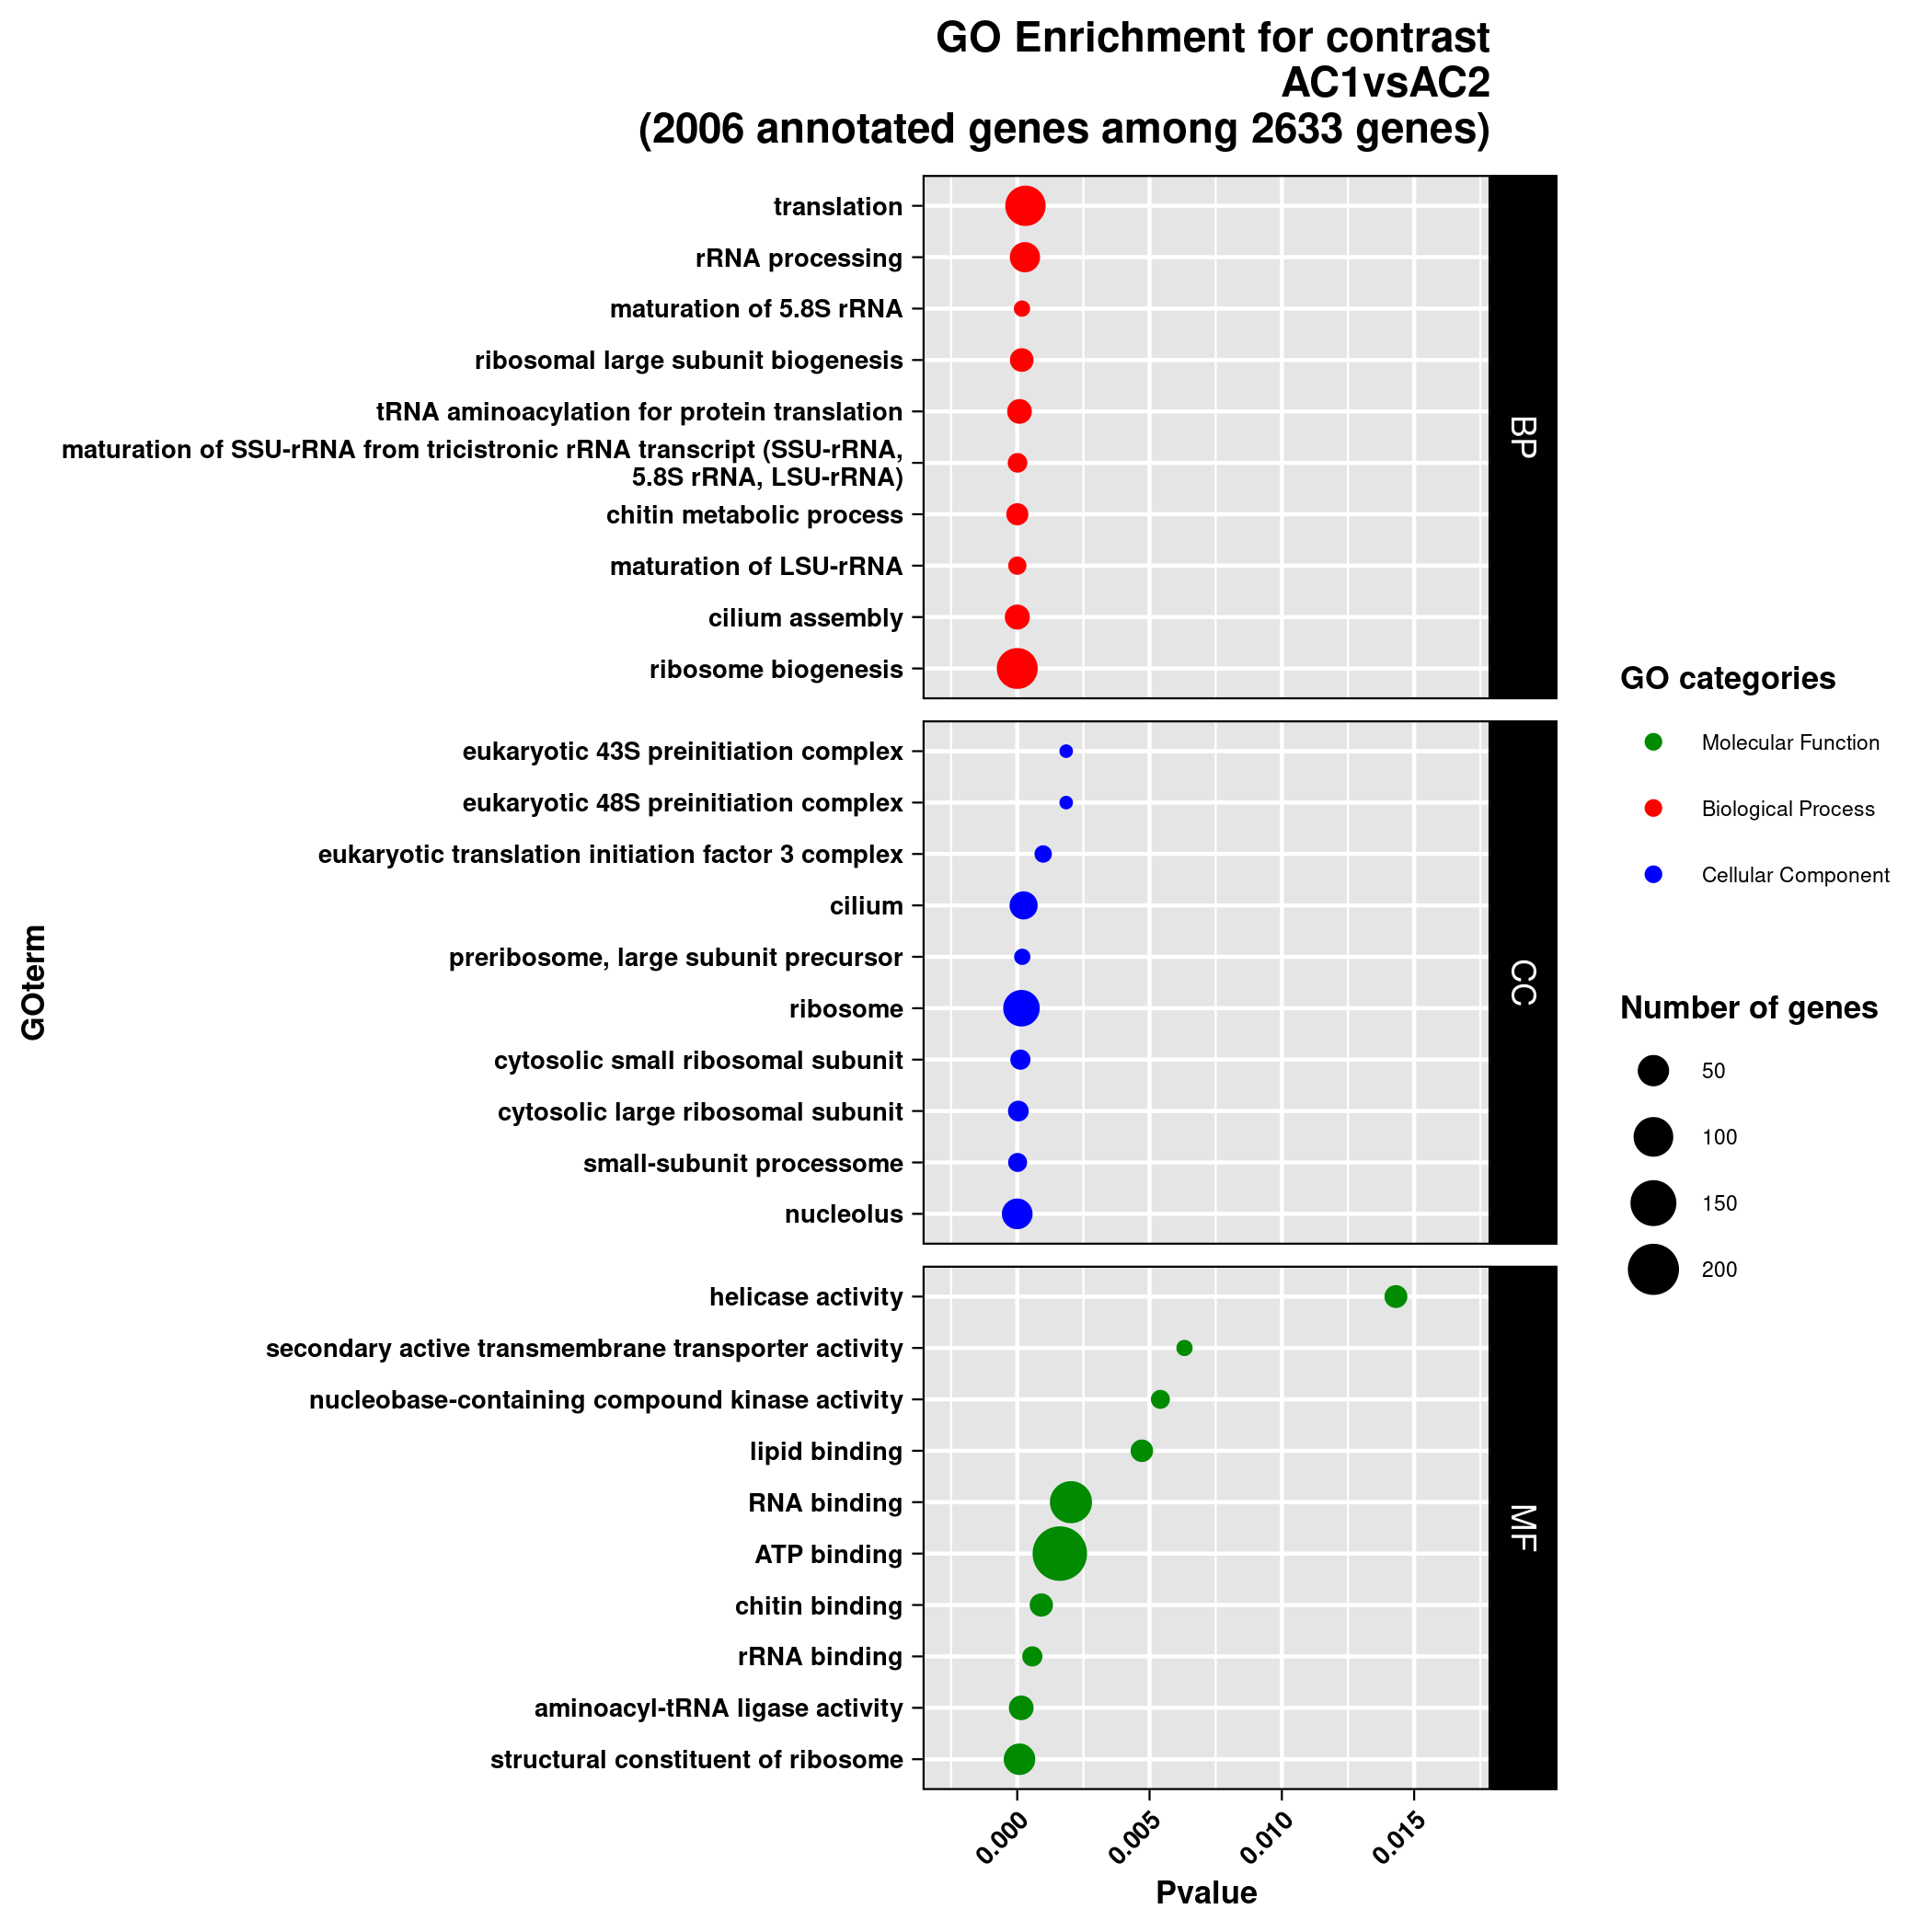 GO Enrichment for contrast
AC1vsAC2
(2006 annotated genes among 2633 genes)
GOterm
translation
rRNA processing
maturation of 5.8S rRNA
ribosomal large subunit biogenesis
tRNA aminoacylation for protein translation
maturation of SSU-rRNA from tricistronic rRNA transcript (SSU-rRNA,
5.8S rRNA, LSU-rRNA)
chitin metabolic process
maturation of LSU-rRNA
cilium assembly
ribosome biogenesis
BP
eukaryotic 43S preinitiation complex
eukaryotic 48S preinitiation complex
eukaryotic translation initiation factor 3 complex
cilium
preribosome, large subunit precursor
ribosome
cytosolic small ribosomal subunit
cytosolic large ribosomal subunit
small-subunit processome
nucleolus
CC
helicase activity
secondary active transmembrane transporter activity
nucleobase-containing compound kinase activity
lipid binding
RNA binding
ATP binding
chitin binding
rRNA binding
aminoacyl-tRNA ligase activity
structural constituent of ribosome
MF
0.000
0.005
0.010
0.015
Pvalue
GO categories
Molecular Function
Biological Process
Cellular Component
Number of genes
50
100
150
200